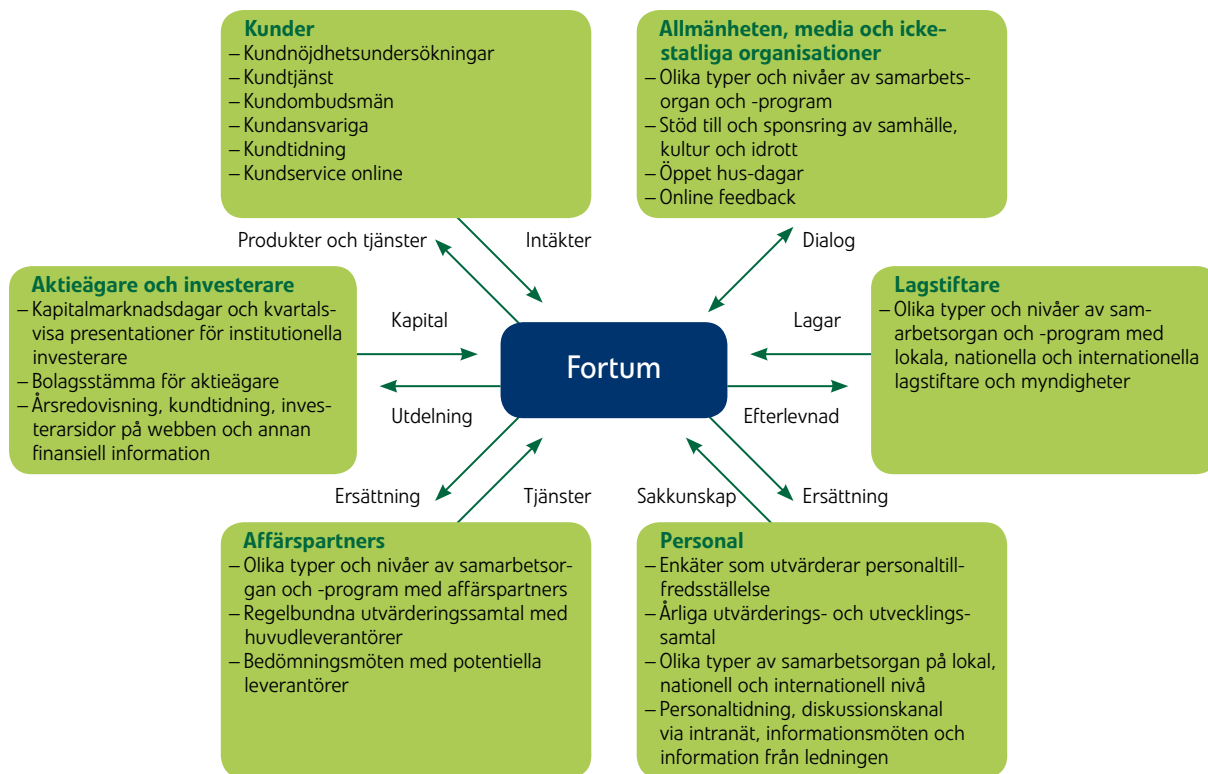 Kunder
– Kundnöjdhetsundersökningar
– Kundtjänst
– Kundombudsmän
– Kundansvariga
– Kundtidning
– Kundservice online
Allmänheten, media och icke-
statliga organisationer
– Olika typer och nivåer av samarbets-
organ och -program
– Stöd till och sponsring av samhälle,
kultur och idrott
– Öppet hus-dagar
– Online feedback
Produkter och tjänster
Intäkter
Dialog
Aktieägare och investerare
– Kapitalmarknadsdagar och kvartals-
visa presentationer för institutionella
investerare
– Bolagsstämma för aktieägare
– Årsredovisning, kundtidning, inves-
terarsidor på webben och annan
finansiell information
Kapital
Utdelning
Fortum
Lagar
Efterlevnad
Lagstiftare
– Olika typer och nivåer av sam-
arbetsorgan och -program med
lokala, nationella och internationella
lagstiftare och myndigheter
Ersättning
Tjänster
Sakkunskap
Ersättning
Affärspartners
– Olika typer och nivåer av samarbetsor-
gan och -program med affärspartners
– Regelbundna utvärderingssamtal med
huvudleverantörer
– Bedömningsmöten med potentiella
leverantörer
Personal
– Enkäter som utvärderar personaltill-
fredsställelse
– Årliga utvärderings- och utvecklings-
samtal
– Olika typer av samarbetsorgan på lokal,
nationell och internationell nivå
– Personaltidning, diskussionskanal
via intranät, informationsmöten och
information från ledningen